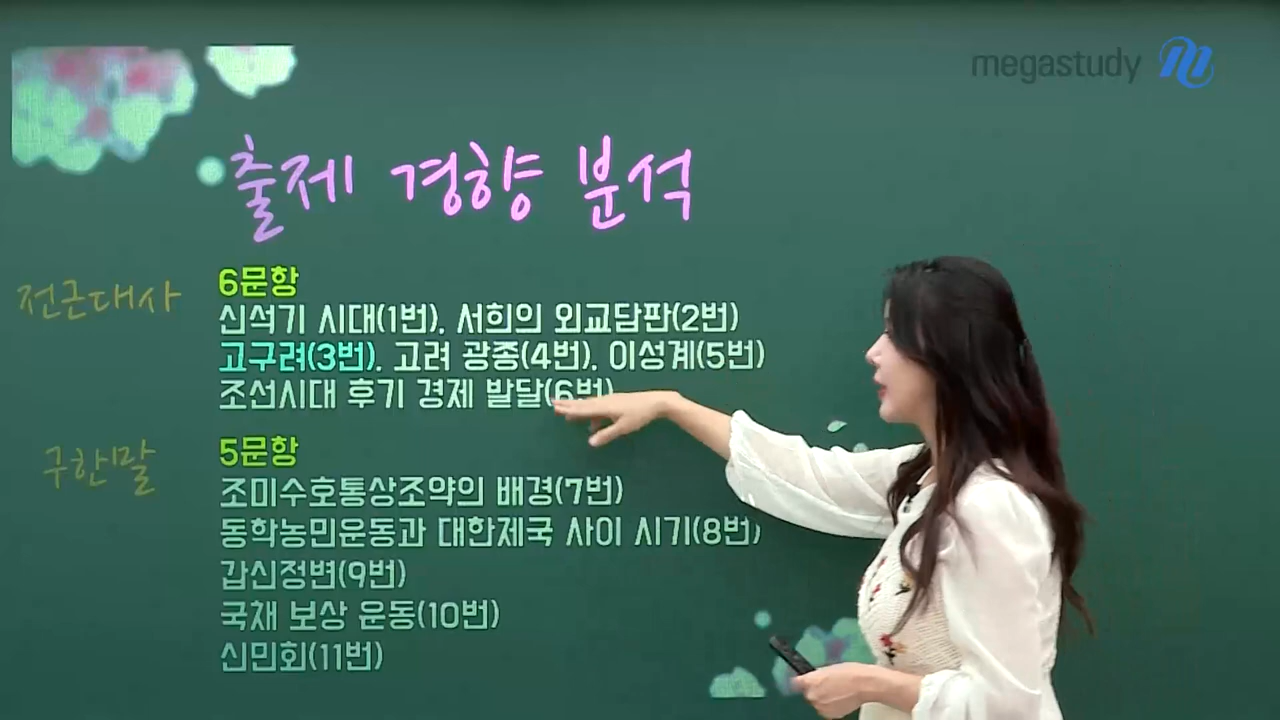 megastudy
출제 경향 분석
전근대사
6문항
신석기 시대(1번), 서희의 외교담판(2번)
고구려(3번), 고려 광종(4번), 이성계(5번)
조선시대 후기 경제 발달(6번)
구한말
5문항
조미수호통상조약의 배경(7번)
동학농민운동과 대한제국 사이 시기(8번)
갑신정변(9번)
국채 보상 운동(10번)
신민회(11번)